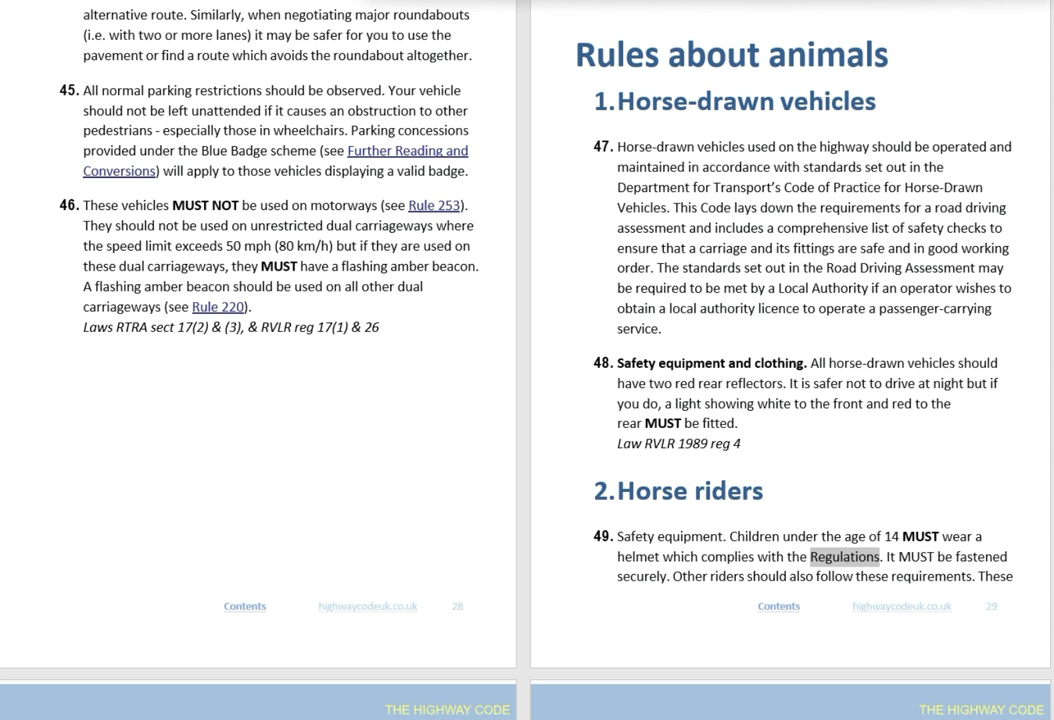 alternative route. Similarly, when negotiating major roundabouts
(i.e. with two or more lanes) it may be safer for you to use the
pavement or find a route which avoids the roundabout altogether.
45. All normal parking restrictions should be observed. Your vehicle
should not be left unattended if it causes an obstruction to other
pedestrians - especially those in wheelchairs. Parking concessions
provided under the Blue Badge scheme (see Further Reading and
Conversions) will apply to those vehicles displaying a valid badge.
46. These vehicles MUST NOT be used on motorways (see Rule 253).
They should not be used on unrestricted dual carriageways where
the speed limit exceeds 50 mph (80 km/h) but if they are used on
these dual carriageways, they MUST have a flashing amber beacon.
A flashing amber beacon should be used on all other dual
carriageways (see Rule 220).
Laws RTRA sect 17(2) & (3), & RVLR reg 17(1) & 26
Contents highwaycodeuk.co.uk 28
Rules about animals
1.Horse-drawn vehicles
47. Horse-drawn vehicles used on the highway should be operated and
maintained in accordance with standards set out in the
Department for Transport’s Code of Practice for Horse-Drawn
Vehicles. This Code lays down the requirements for a road driving
assessment and includes a comprehensive list of safety checks to
ensure that a carriage and its fittings are safe and in good working
order. The standards set out in the Road Driving Assessment may
be required to be met by a Local Authority if an operator wishes to
obtain a local authority licence to operate a passenger-carrying
service.
48. Safety equipment and clothing. All horse-drawn vehicles should
have two red rear reflectors. It is safer not to drive at night but if
you do, a light showing white to the front and red to the
rear MUST be fitted.
Law RVLR 1989 reg 4
2.Horse riders
49. Safety equipment. Children under the age of 14 MUST wear a
helmet which complies with the Regulations. It MUST be fastened
securely. Other riders should also follow these requirements. These
Contents highwaycodeuk.co.uk 29
THE HIGHWAY CODE
THE HIGHWAY CODE